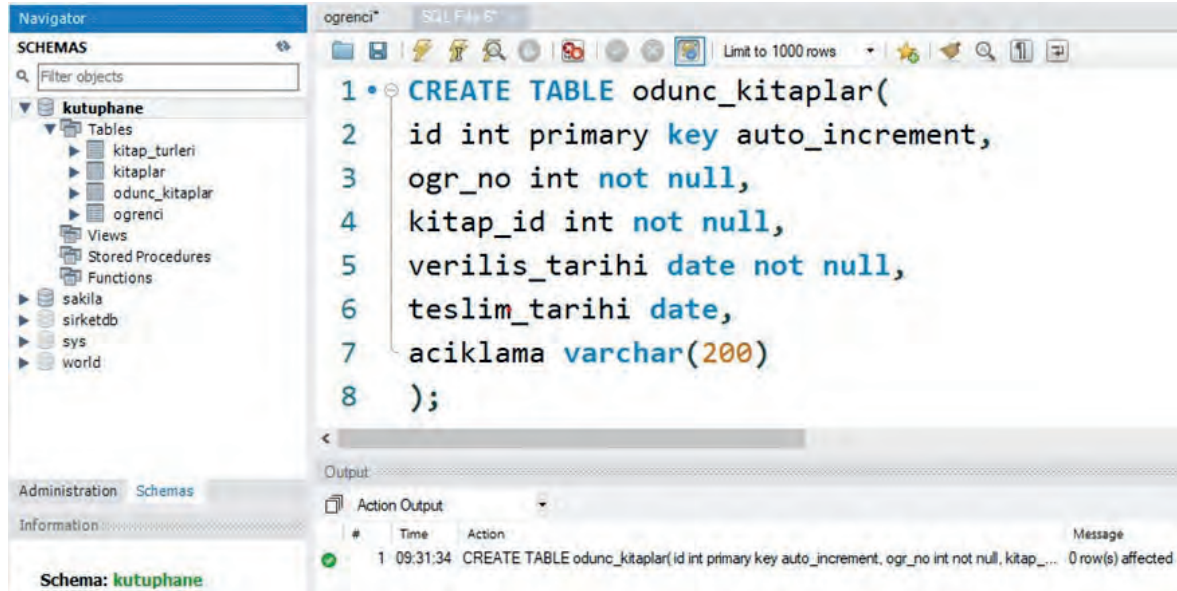 Navigator
SCHEMAS
Filter objects
kutuphane
Tables
kitap_turleri
kitaplar
odunc_kitaplar
ogrenci
Views
Stored Procedures
Functions
sakila
sirketdb
sys
world
Administration Schemas
Information
Schema: kutuphane
ogrenci* SQL File 6*
Limit to 1000 rows
1 CREATE TABLE odunc_kitaplar(
2 id int primary key auto_increment,
3 ogr_no int not null,
4 kitap_id int not null,
5 verilis_tarihi date not null,
6 teslim_tarihi date,
7 aciklama varchar(200)
8 );
Output
Action Output
# Time Action Message
1 09:31:34 CREATE TABLE odunc_kitaplar( id int primary key auto_increment, ogr_no int not null, kitap_... 0 row(s) affected